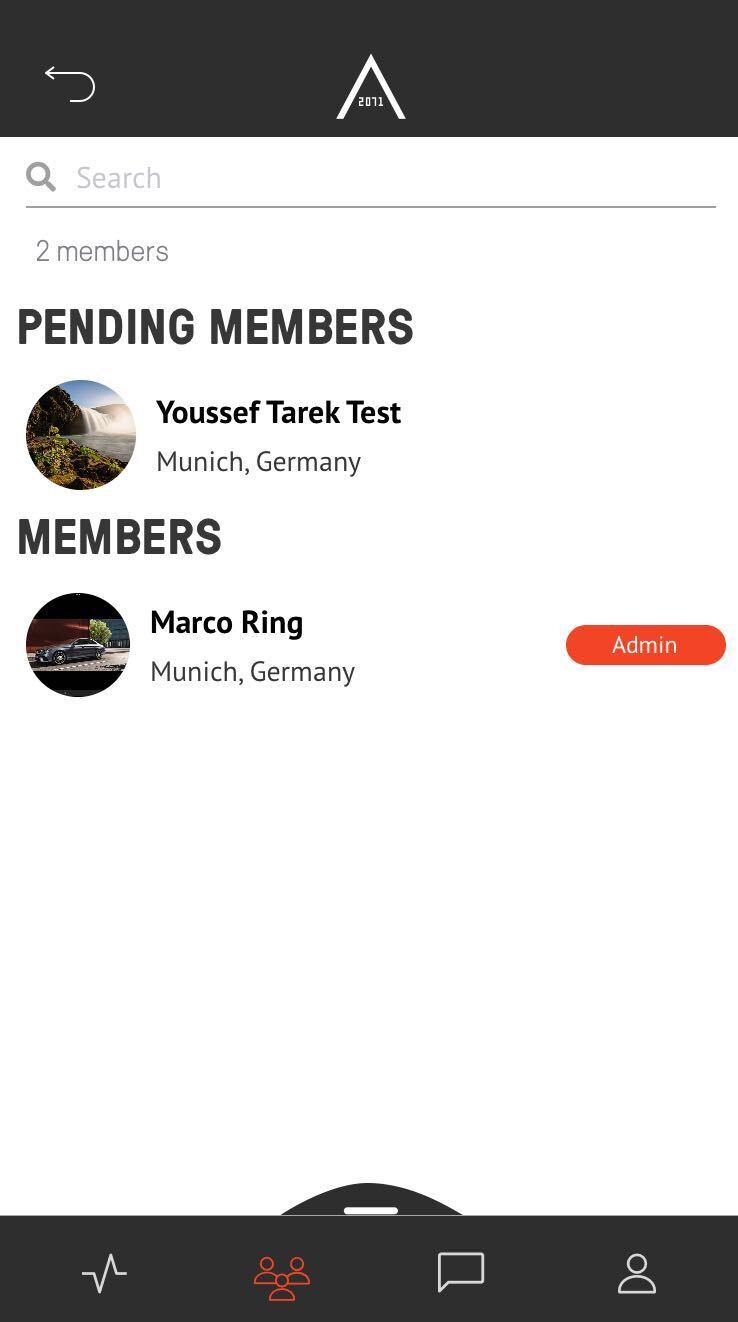 2071
Search
2 members
PENDING MEMBERS
Youssef Tarek Test
Munich, Germany
MEMBERS
Marco Ring
Munich, Germany
Admin